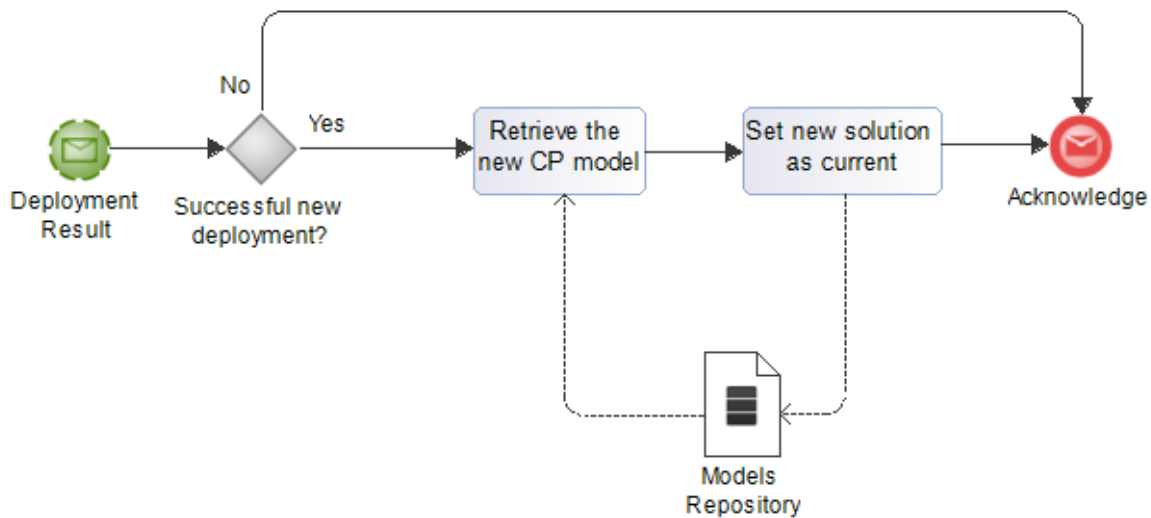 No
Yes
Deployment
Result
Successful new
deployment?
Retrieve the
new CP model
Set new solution
as current
Acknowledge
Models
Repository